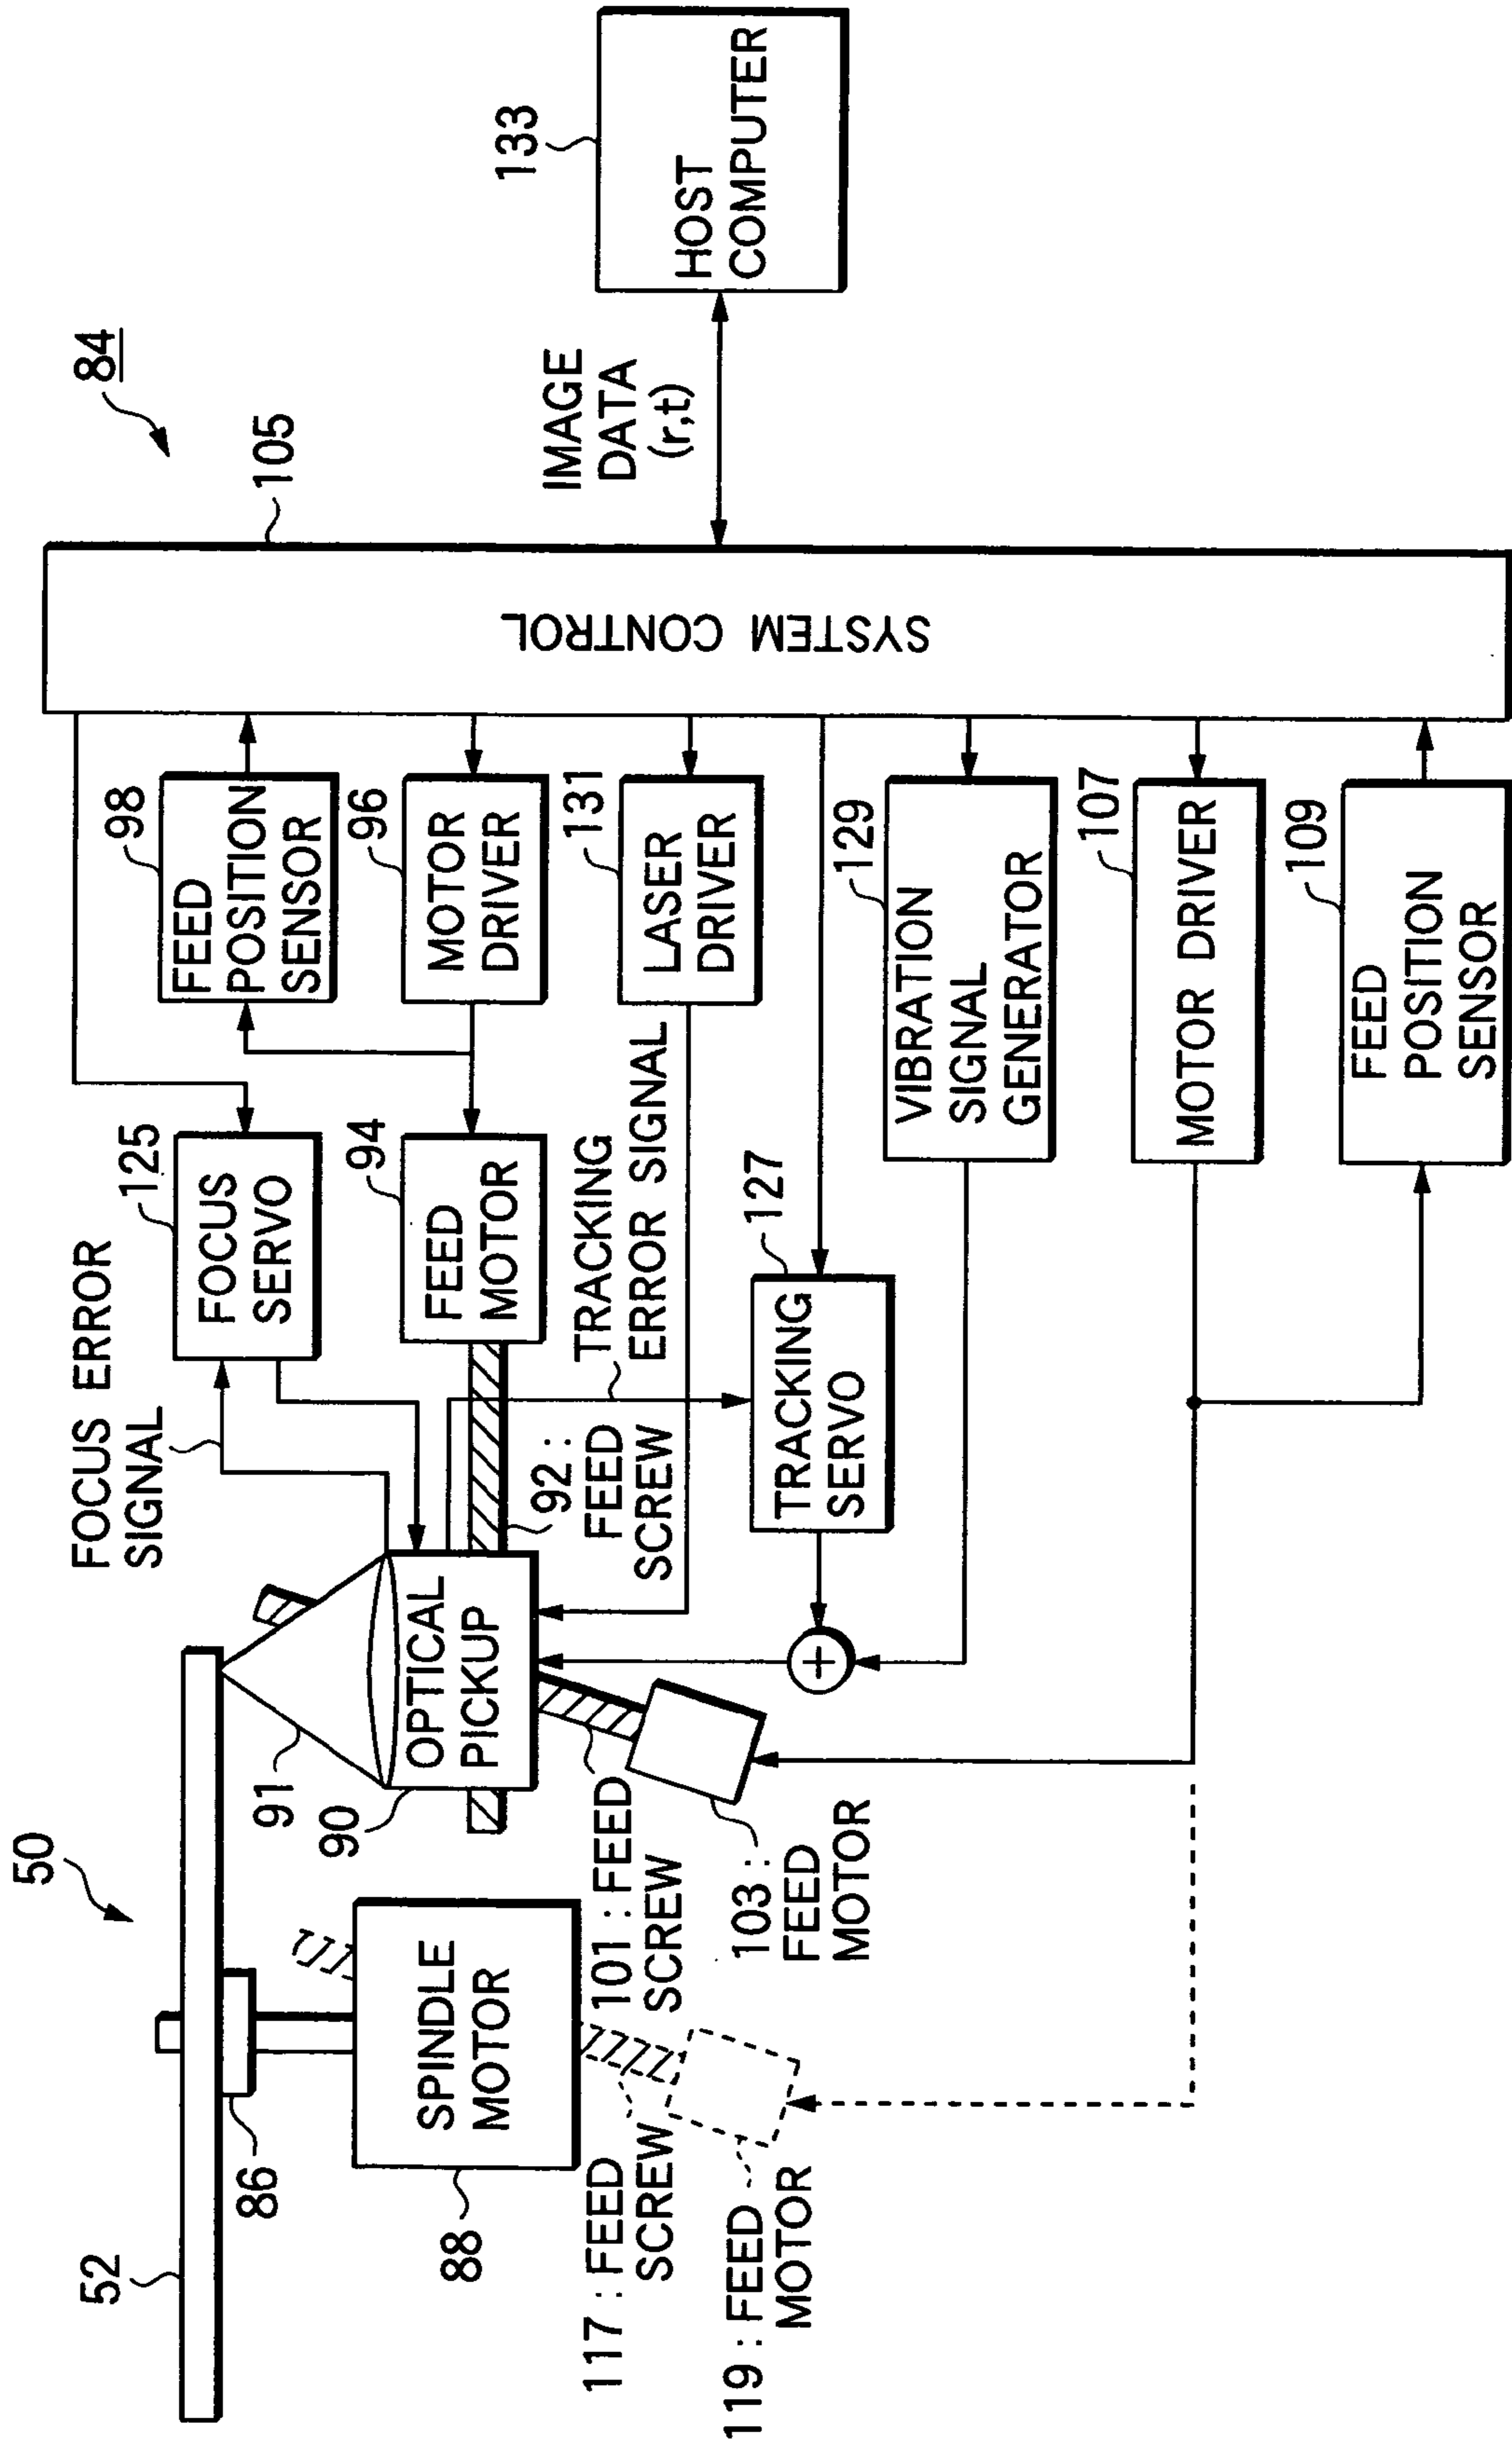 50
52
84
FOCUS ERROR
SIGNAL
125
FOCUS
SERVO
98
FEED
POSITION
SENSOR
105
SYSTEM CONTROL
133
HOST
COMPUTER
IMAGE
DATA
(r,t)
86
91
90
OPTICAL
PICKUP
94
FEED
MOTOR
96
MOTOR
DRIVER
88
SPINDLE
MOTOR
92 : FEED
SCREW
TRACKING
ERROR SIGNAL
131
LASER
DRIVER
117 : FEED
SCREW
101 : FEED
SCREW
127
TRACKING
SERVO
129
VIBRATION
SIGNAL
GENERATOR
119 : FEED
MOTOR
103 :
FEED
MOTOR
107
MOTOR DRIVER
109
FEED
POSITION
SENSOR